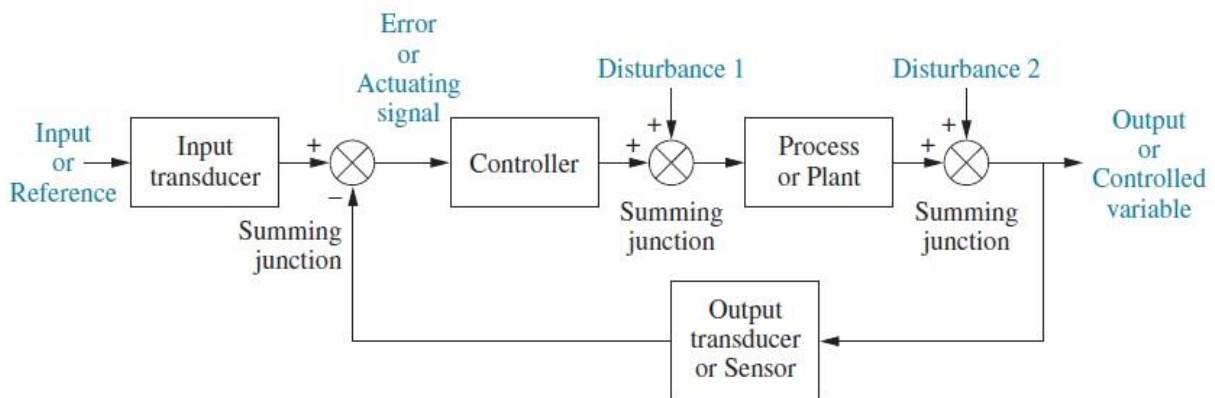 Error
or
Actuating
signal
Disturbance 1
Disturbance 2
Input
or
Reference
Input
transducer
+
−
Summing
junction
Controller
+
+
Summing
junction
Process
or Plant
+
+
Summing
junction
Output
or
Controlled
variable
Output
transducer
or Sensor